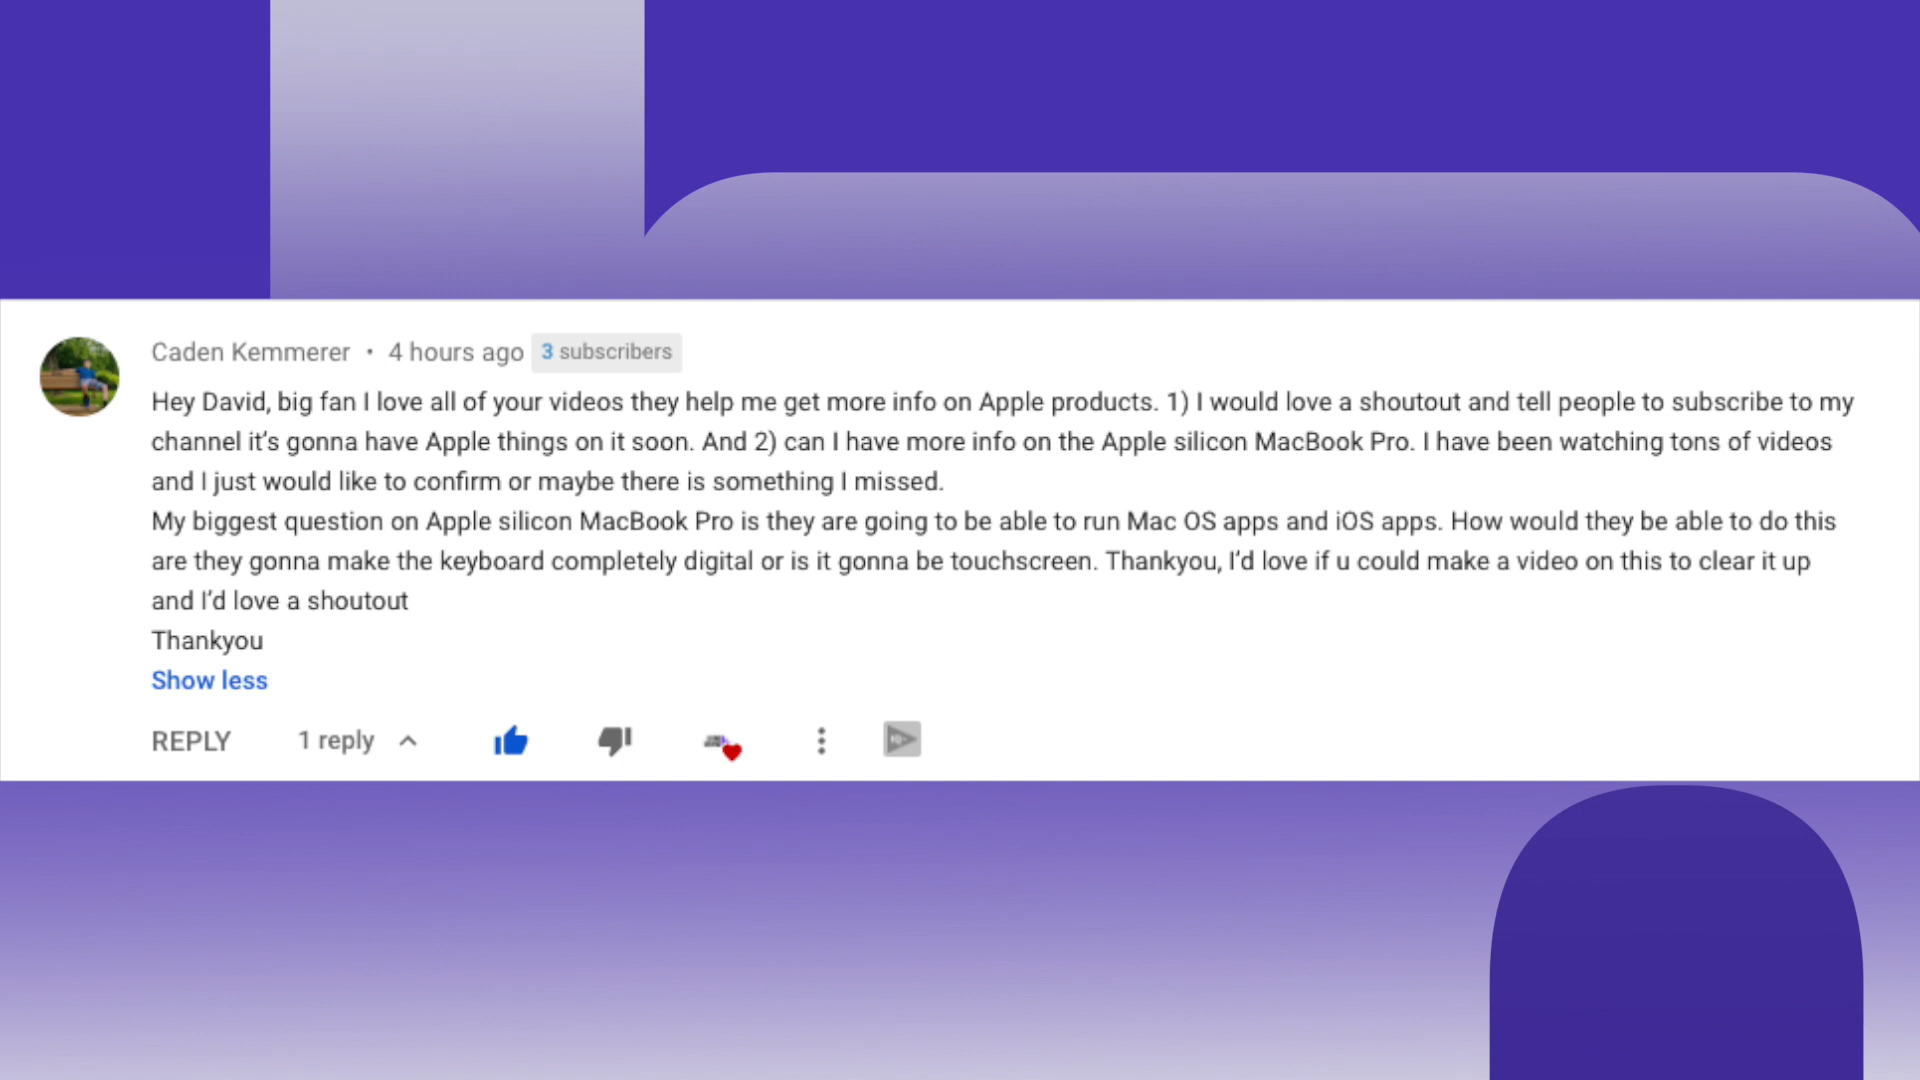 Caden Kemmerer • 4 hours ago 3 subscribers
Hey David, big fan I love all of your videos they help me get more info on Apple products. 1) I would love a shoutout and tell people to subscribe to my
channel it’s gonna have Apple things on it soon. And 2) can I have more info on the Apple silicon MacBook Pro. I have been watching tons of videos
and I just would like to confirm or maybe there is something I missed.
My biggest question on Apple silicon MacBook Pro is they are going to be able to run Mac OS apps and iOS apps. How would they be able to do this
are they gonna make the keyboard completely digital or is it gonna be touchscreen. Thankyou, I’d love if u could make a video on this to clear it up
and I’d love a shoutout
Thankyou
Show less
REPLY 1 reply